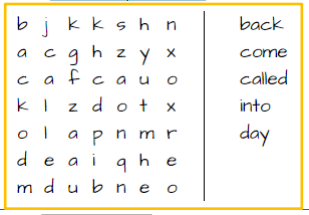 b j k k s h n back
a c g h z y x come
c a f c a u o called
k l z d o t x into
o l a p n m r day
d e a i q h e
m d u b n e o